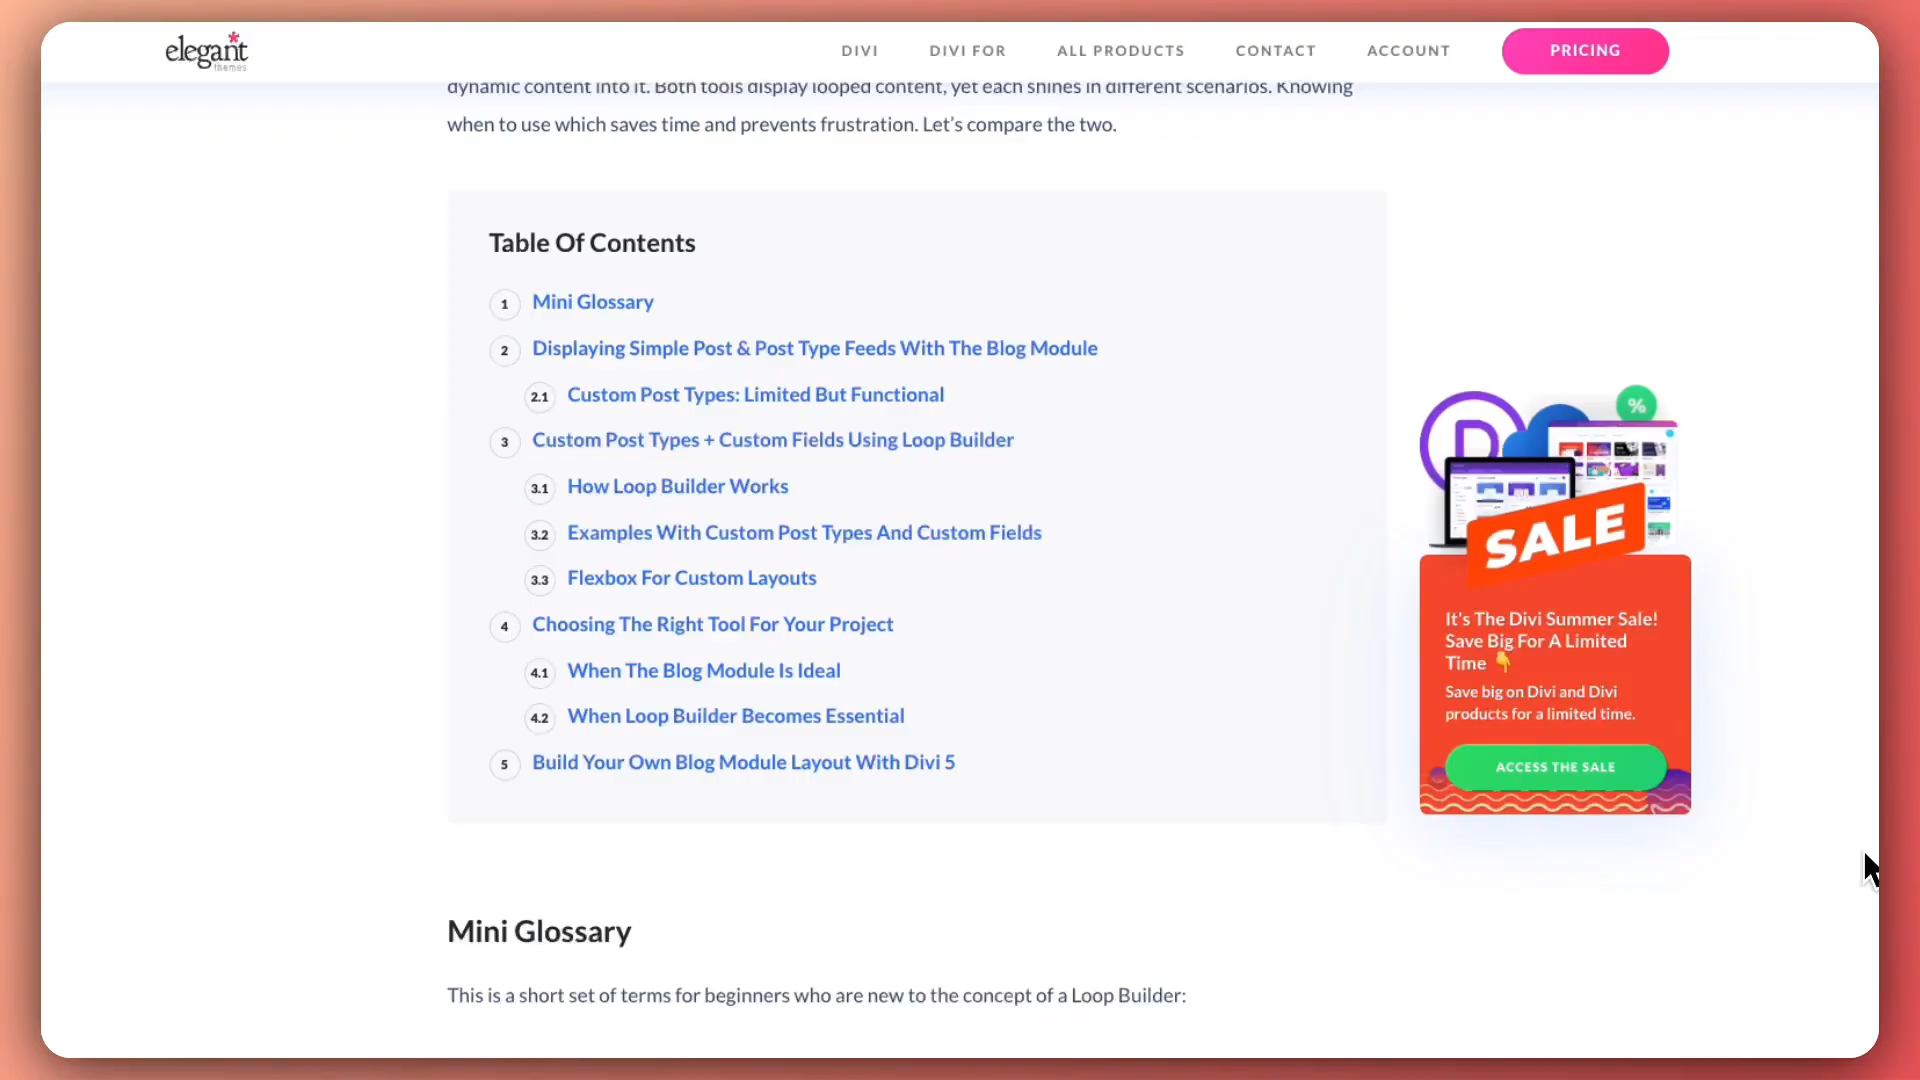 elegant
themes
DIVI
DIVI FOR
ALL PRODUCTS
CONTACT
ACCOUNT
PRICING
dynamic content into it. Both tools display looped content, yet each shines in different scenarios. Knowing
when to use which saves time and prevents frustration. Let’s compare the two.
Table Of Contents
1 Mini Glossary
2 Displaying Simple Post & Post Type Feeds With The Blog Module
2.1 Custom Post Types: Limited But Functional
3 Custom Post Types + Custom Fields Using Loop Builder
3.1 How Loop Builder Works
3.2 Examples With Custom Post Types And Custom Fields
3.3 Flexbox For Custom Layouts
4 Choosing The Right Tool For Your Project
4.1 When The Blog Module Is Ideal
4.2 When Loop Builder Becomes Essential
5 Build Your Own Blog Module Layout With Divi 5
D
%
SALE
It's The Divi Summer Sale!
Save Big For A Limited
Time 👇
Save big on Divi and Divi
products for a limited time.
ACCESS THE SALE
Mini Glossary
This is a short set of terms for beginners who are new to the concept of a Loop Builder: